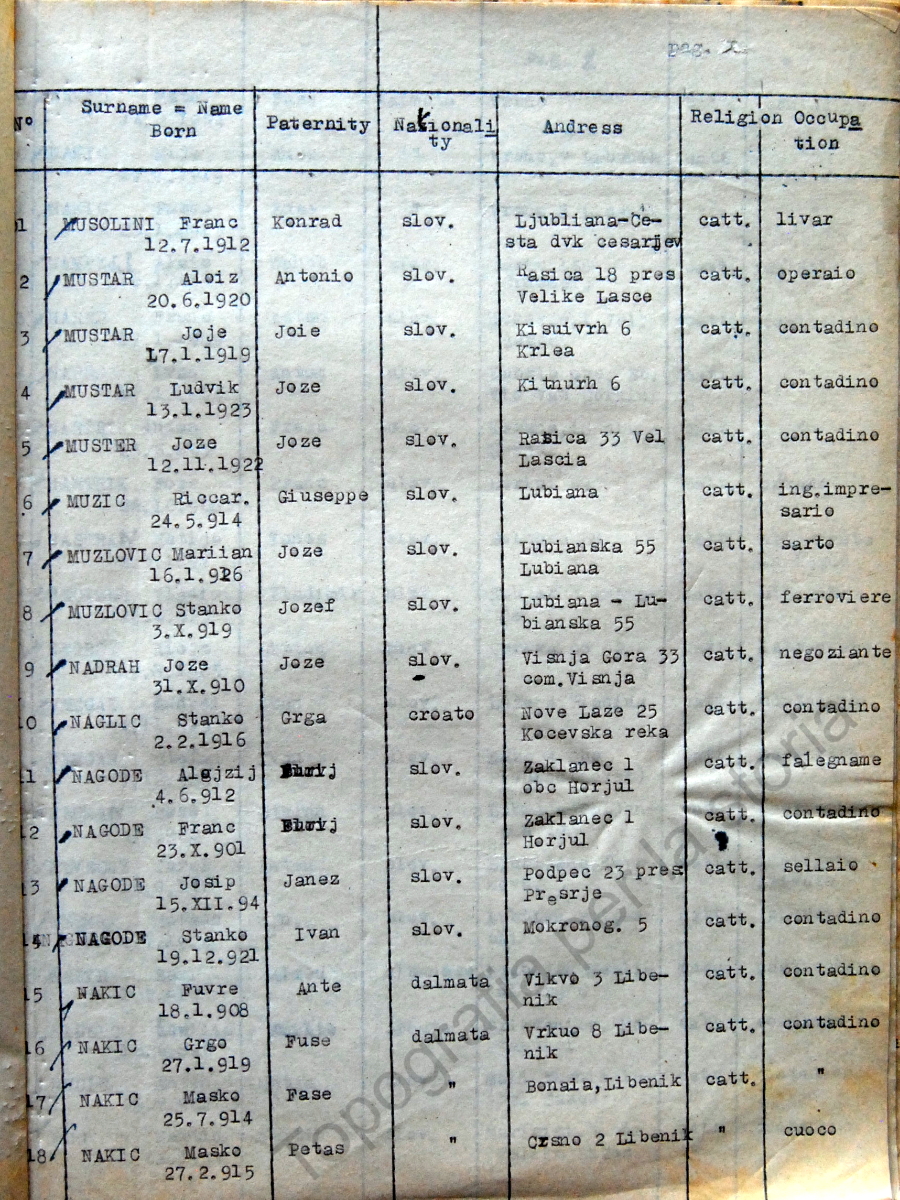 pag.
Nº Surname = Name Born Paternity Naktionali ty Andress Religion Occupa tion
1 MUSOLINI Franc Konrad slov. Ljubliana-Ce- catt. livar
12.7.1912 sta dvk cesarjev
2 MUSTAR Aloiz Antonio slov. Rasica 18 pres catt. operaio
20.6.1920 Velike Lasce
3 MUSTAR Joje Joie slov. Kisuivrh 6 catt. contadino
17.1.1919 Krlea
4 MUSTAR Ludvik Joze slov. Kitnurh 6 catt. contadino
13.1.1923
5 MUSTER Joze Joze slov. Rasica 33 Vel catt. contadino
12.11.1922 Lascia
6 MUZIC Riccar. Giuseppe slov. Lubiana catt. ing.impre-
24.5.914 sario
7 MUZLOVIC Mariian Joze slov. Lubianska 55 catt. sarto
16.1.926 Lubiana
8 MUZLOVIC Stanko Jozef slov. Lubiana - Lu- catt. ferroviere
3.X.919 bianska 55
9 NADRAH Joze Joze slov. Visnja Gora 33 catt. negoziante
31.X.910 com.Visnja
10 NAGLIC Stanko Grga croato Nove Laze 25 catt. contadino
2.2.1916 Kocevska reka
11 NAGODE Alojzij slov. Zaklanec 1 catt. falegname
4.6.912 obc Horjul
12 NAGODE Franc slov. Zaklanec 1 catt. contadino
23.X.901 Horjul
13 NAGODE Josip Janez slov. Podpec 23 pres catt. sellaio
15.XII.94 Presrje
14 NAGODE Stanko Ivan slov. Mokronog. 5 catt. contadino
19.12.921
15 NAKIC Fuvre Ante dalmata Vikvo 3 Libe- catt. contadino
18.1.908 nik
16 NAKIC Grgo Fuse dalmata Vrkuo 8 Libe- catt. contadino
27.1.919 nik
17 NAKIC Masko Fase " Bonaia,Libenik catt. "
25.7.914
18 NAKIC Masko Petas " Crsno 2 Libenik " cuoco
27.2.915
Topografia per la storia